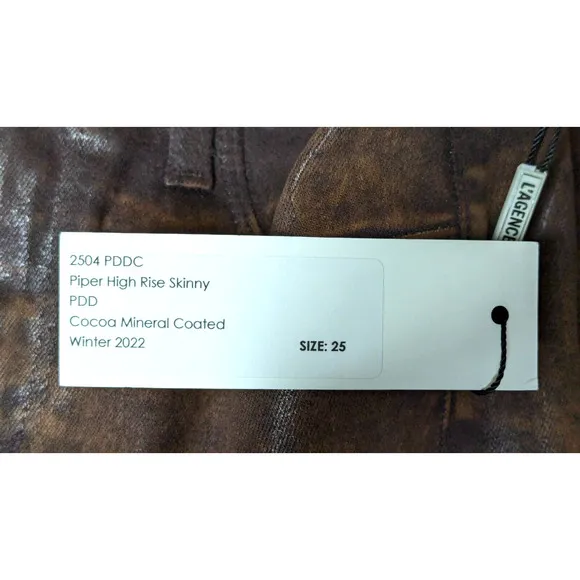 L'AGENCE
2504 PDDC
Piper High Rise Skinny
PDD
Cocoa Mineral Coated
Winter 2022
SIZE: 25